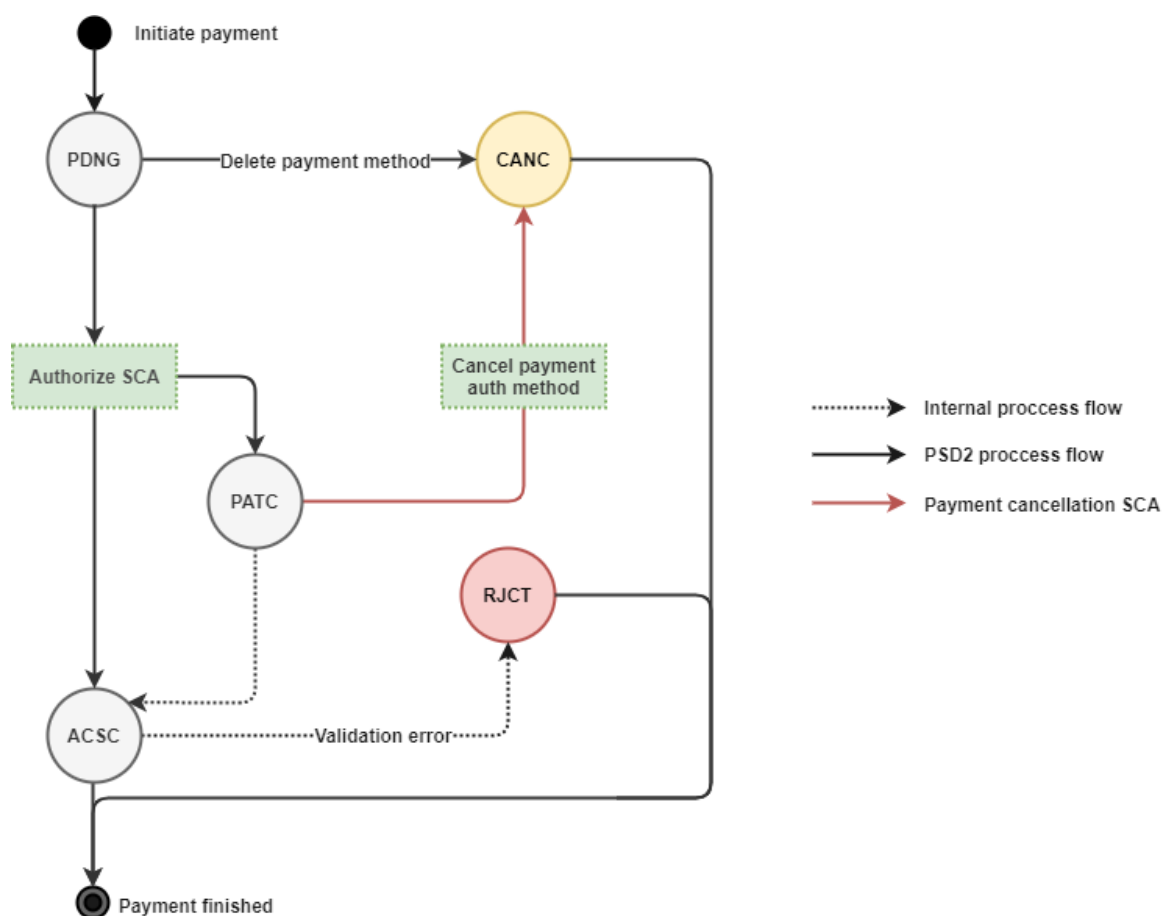 Initiate payment
PDNG
Delete payment method
CANC
Authorize SCA
Cancel payment
auth method
Internal proccess flow
PSD2 proccess flow
PATC
Payment cancellation SCA
RJCT
ACSC
Validation error
Payment finished